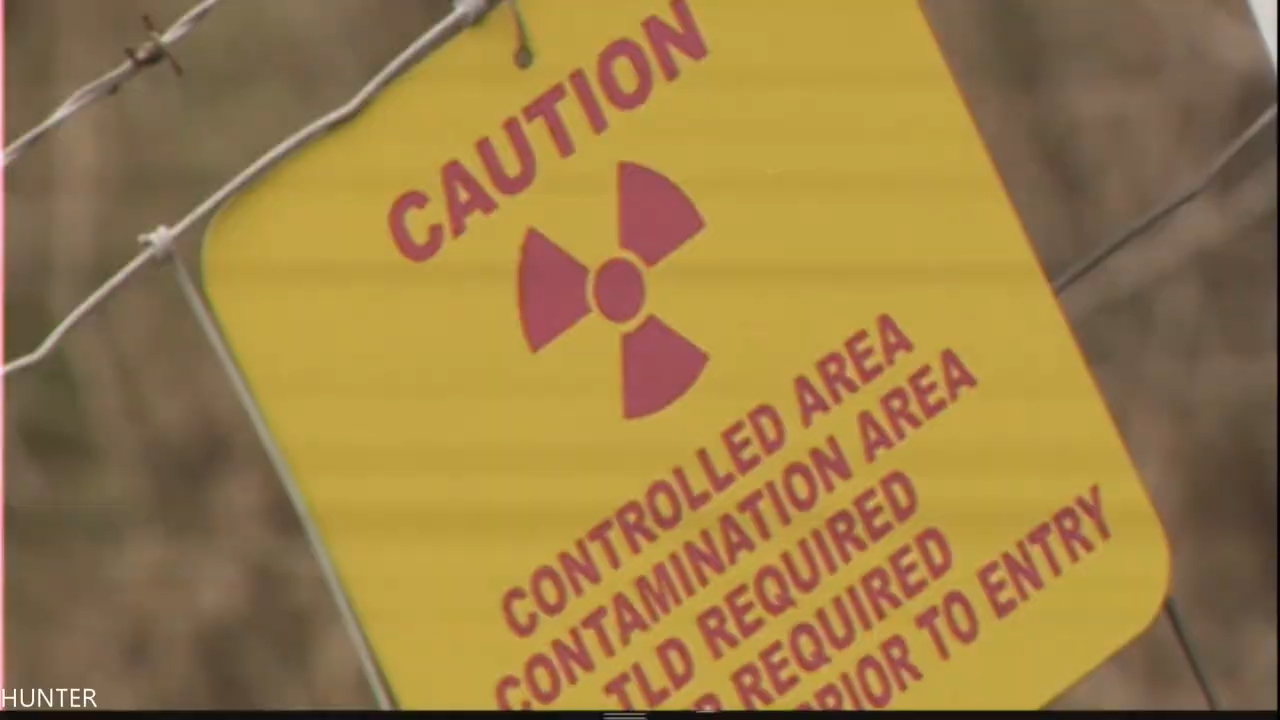 CAUTION
CONTROLLED AREA
CONTAMINATION AREA
TLD REQUIRED
REQUIRED
PRIOR TO ENTRY
HUNTER